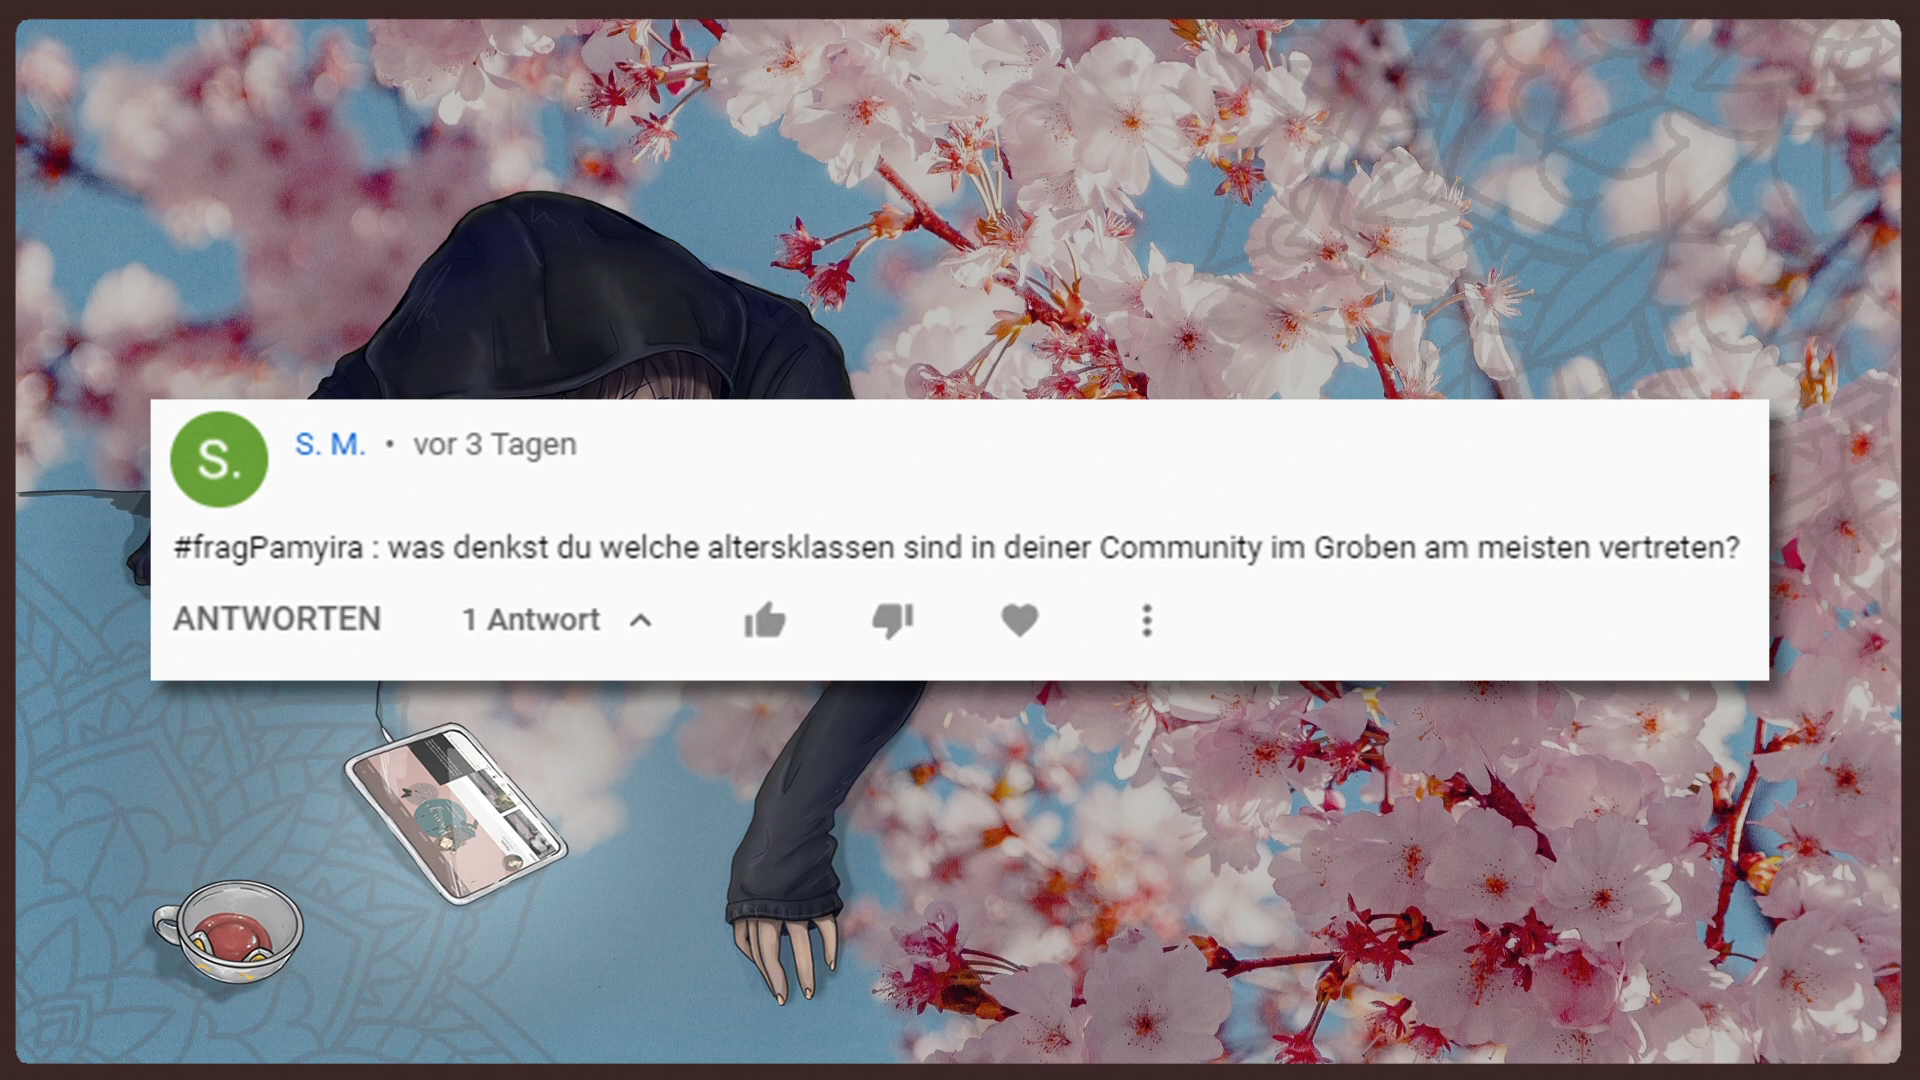 S.
S. M. • vor 3 Tagen
#fragPamyira : was denkst du welche altersklassen sind in deiner Community im Groben am meisten vertreten?
ANTWORTEN 1 Antwort